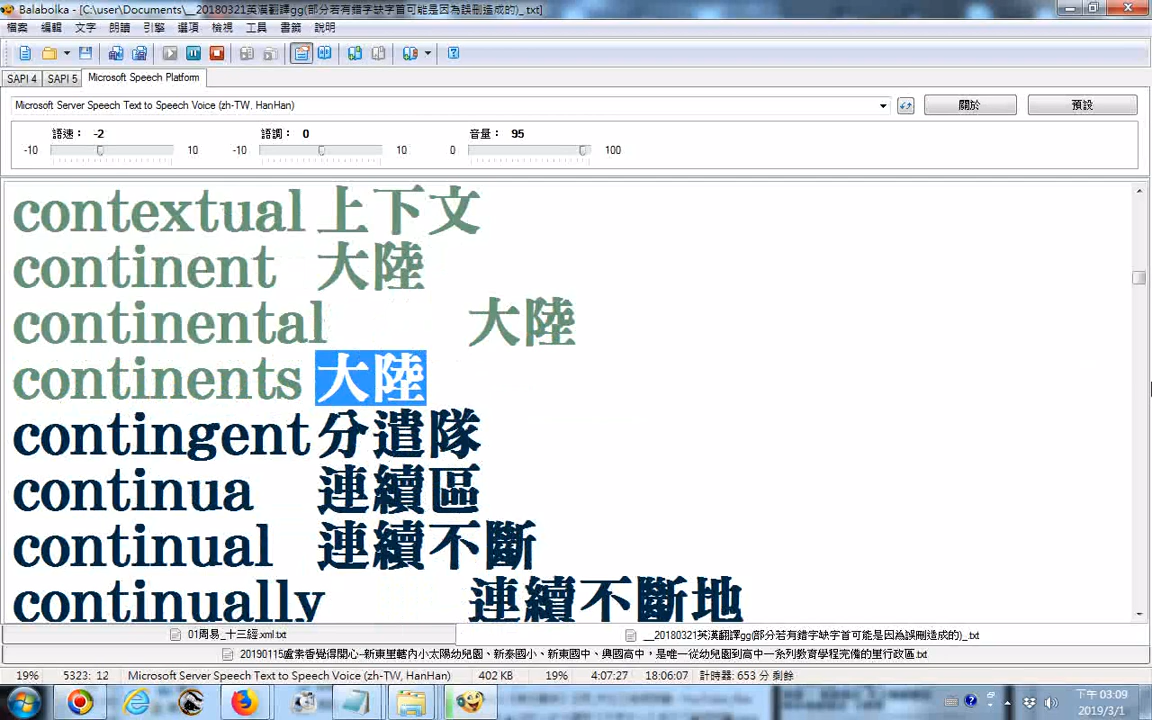 Balabolka - [C:\user\Documents\__20180321英漢翻譯gg(部分若有錯字缺字首可能是因為誤刪造成的)_.txt]
檔案 編輯 文字 朗讀 引擎 選項 檢視 工具 書籤 說明
SAPI 4 SAPI 5 Microsoft Speech Platform
Microsoft Server Speech Text to Speech Voice (zh-TW, HanHan) 關於 預設
語速： -2 語調： 0 音量： 95
-10 10 -10 10 0 100
contextual 上下文
continent 大陸
continental 大陸
continents 大陸
contingent 分遣隊
continua 連續區
continual 連續不斷
continually 連續不斷地
01周易_十三經.xml.txt __20180321英漢翻譯gg(部分若有錯字缺字首可能是因為誤刪造成的)_.txt
20190115盧素香覺得開心-新東里轄內小太陽幼兒園、新泰國小、新東國中、興國高中，是唯一從幼兒園到高中一系列教育學程完備的里行政區.txt
19% 5323: 12 Microsoft Server Speech Text to Speech Voice (zh-TW, HanHan) 402 KB 19% 4:07:27 18:06:07 計時器: 653 分 剩餘
下午 03:09
2019/3/1